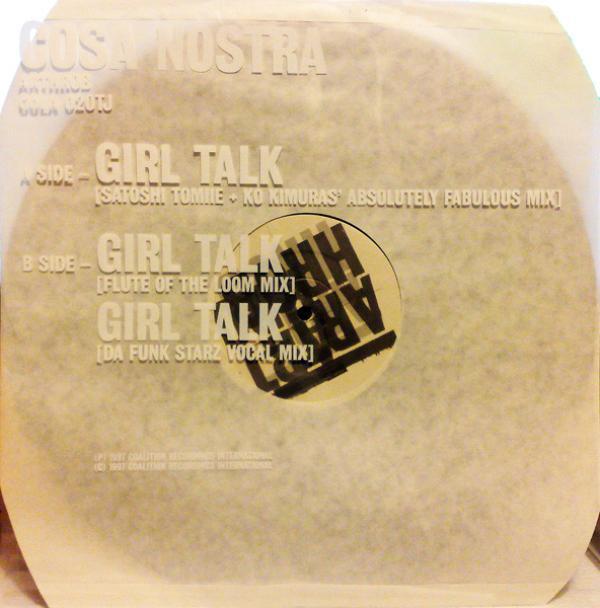 COSA NOSTRA
ARTHROB
COLA 020TJ
A SIDE – GIRL TALK
[SATOSHI TOMIIE + KO KIMURAS' ABSOLUTELY FABULOUS MIX]
B SIDE – GIRL TALK
[FLUTE OF THE LOOM MIX]
GIRL TALK
[DA FUNK STARZ VOCAL MIX]
(P) 1997 COALITION RECORDINGS INTERNATIONAL
(C) 1997 COALITION RECORDINGS INTERNATIONAL